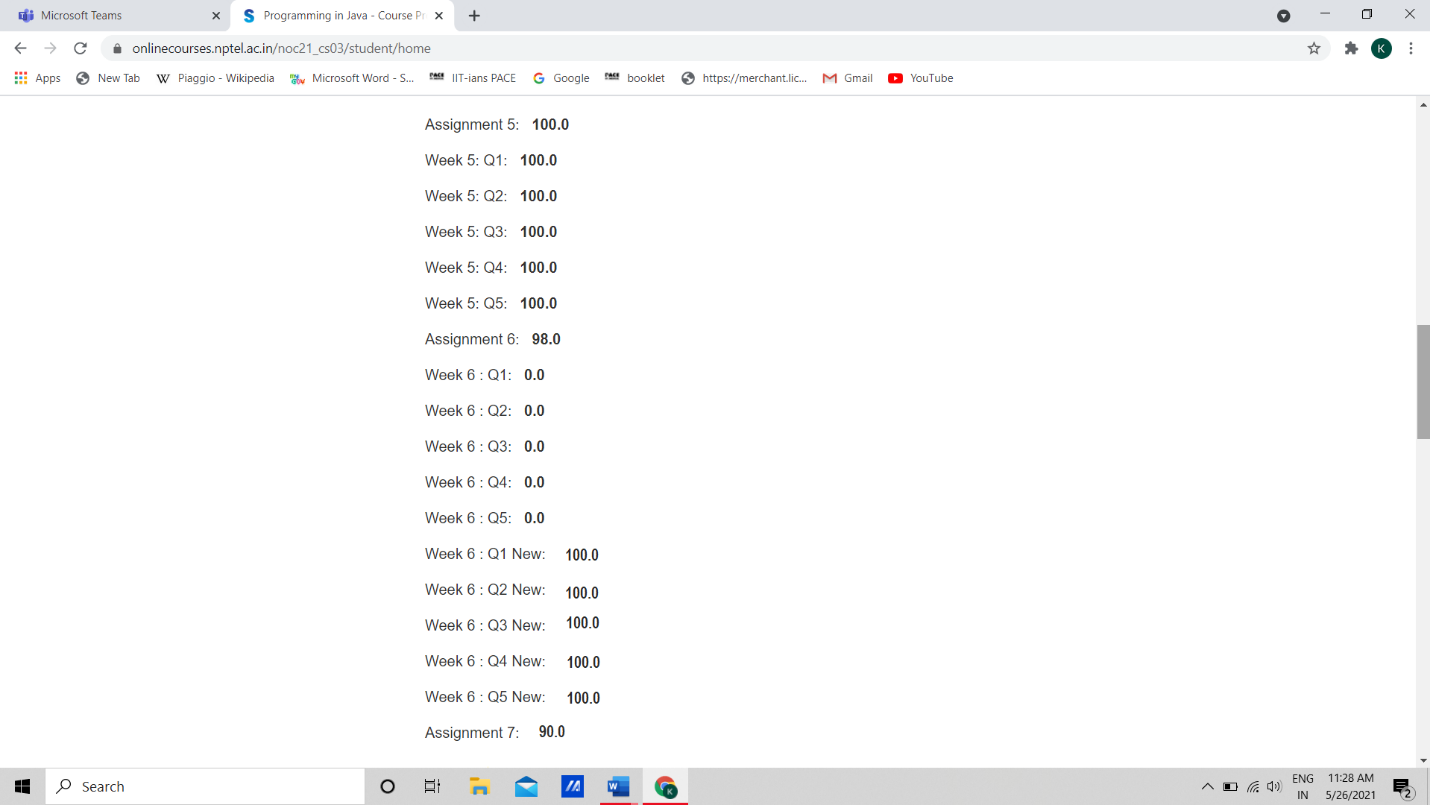 Microsoft Teams
Programming in Java - Course Pr
onlinecourses.nptel.ac.in/noc21_cs03/student/home
K
Apps New Tab Piaggio - Wikipedia Microsoft Word - S... IIT-ians PACE Google booklet https://merchant.lic... Gmail YouTube
Assignment 5: 100.0
Week 5: Q1: 100.0
Week 5: Q2: 100.0
Week 5: Q3: 100.0
Week 5: Q4: 100.0
Week 5: Q5: 100.0
Assignment 6: 98.0
Week 6 : Q1: 0.0
Week 6 : Q2: 0.0
Week 6 : Q3: 0.0
Week 6 : Q4: 0.0
Week 6 : Q5: 0.0
Week 6 : Q1 New: 100.0
Week 6 : Q2 New: 100.0
Week 6 : Q3 New: 100.0
Week 6 : Q4 New: 100.0
Week 6 : Q5 New: 100.0
Assignment 7: 90.0
Search
ENG 11:28 AM
IN 5/26/2021 2